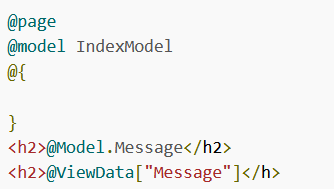 @page
@model IndexModel
@{
}
<h2>@Model.Message</h2>
<h2>@ViewData["Message"]</h>